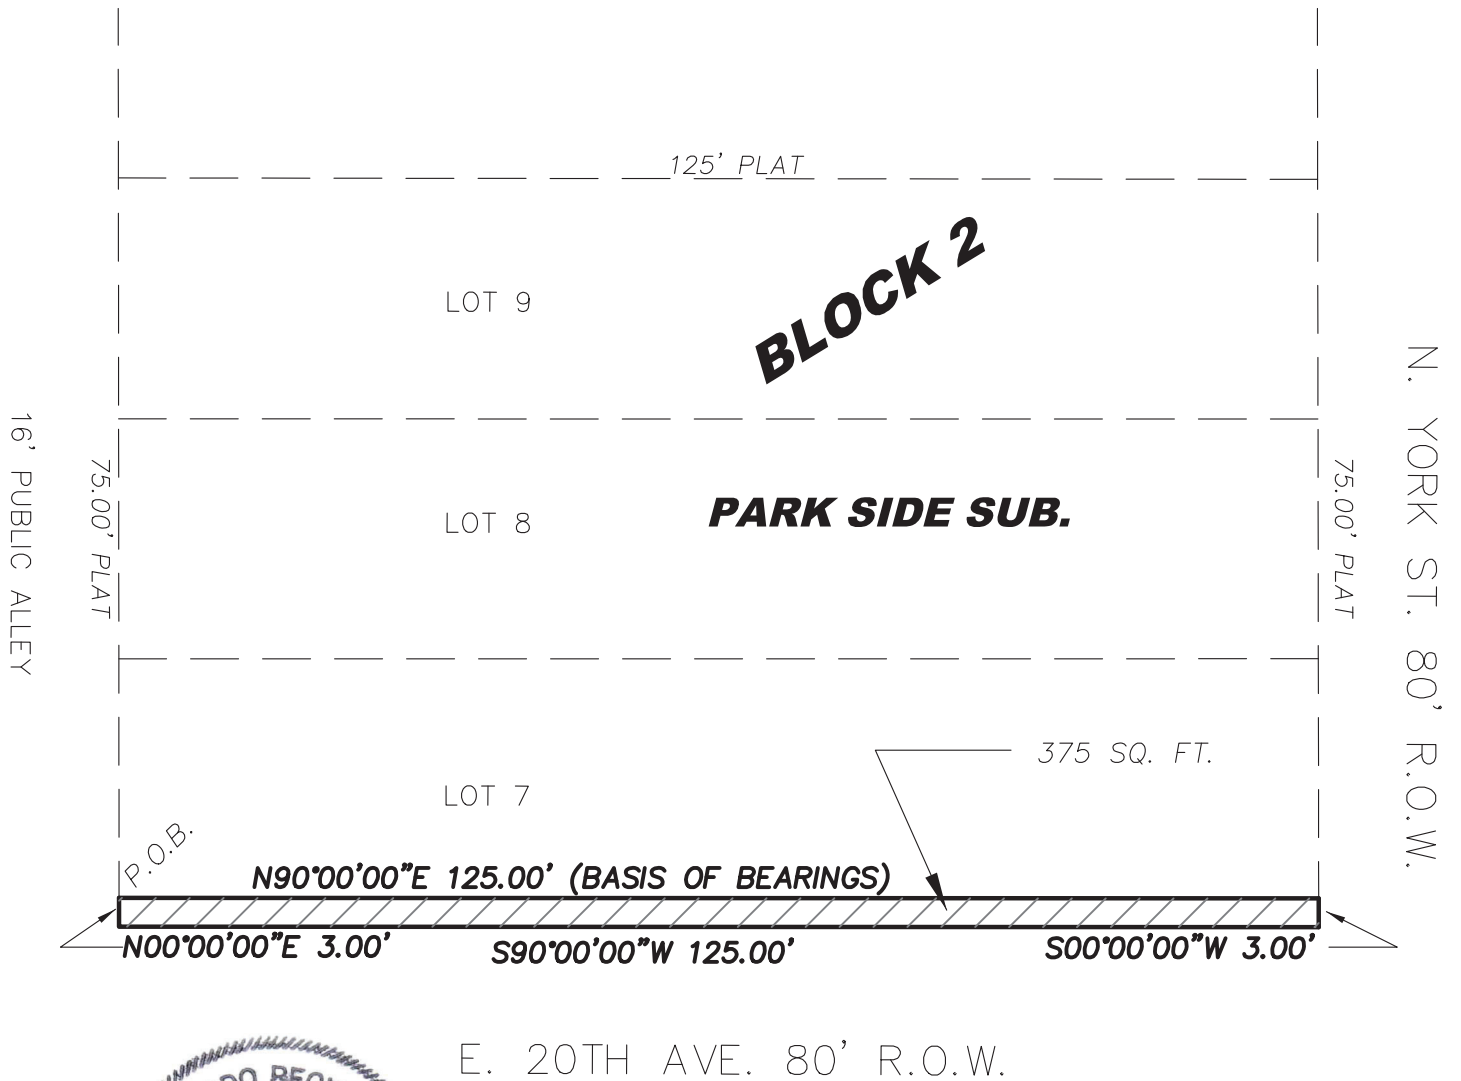 125' PLAT
LOT 9
BLOCK 2
N. YORK ST. 80' R.O.W.
16' PUBLIC ALLEY
75.00' PLAT
LOT 8
PARK SIDE SUB.
75.00' PLAT
375 SQ. FT.
LOT 7
P.O.B.
N90°00'00"E 125.00' (BASIS OF BEARINGS)
N00°00'00"E 3.00'
S90°00'00"W 125.00'
S00°00'00"W 3.00'
E. 20TH AVE. 80' R.O.W.